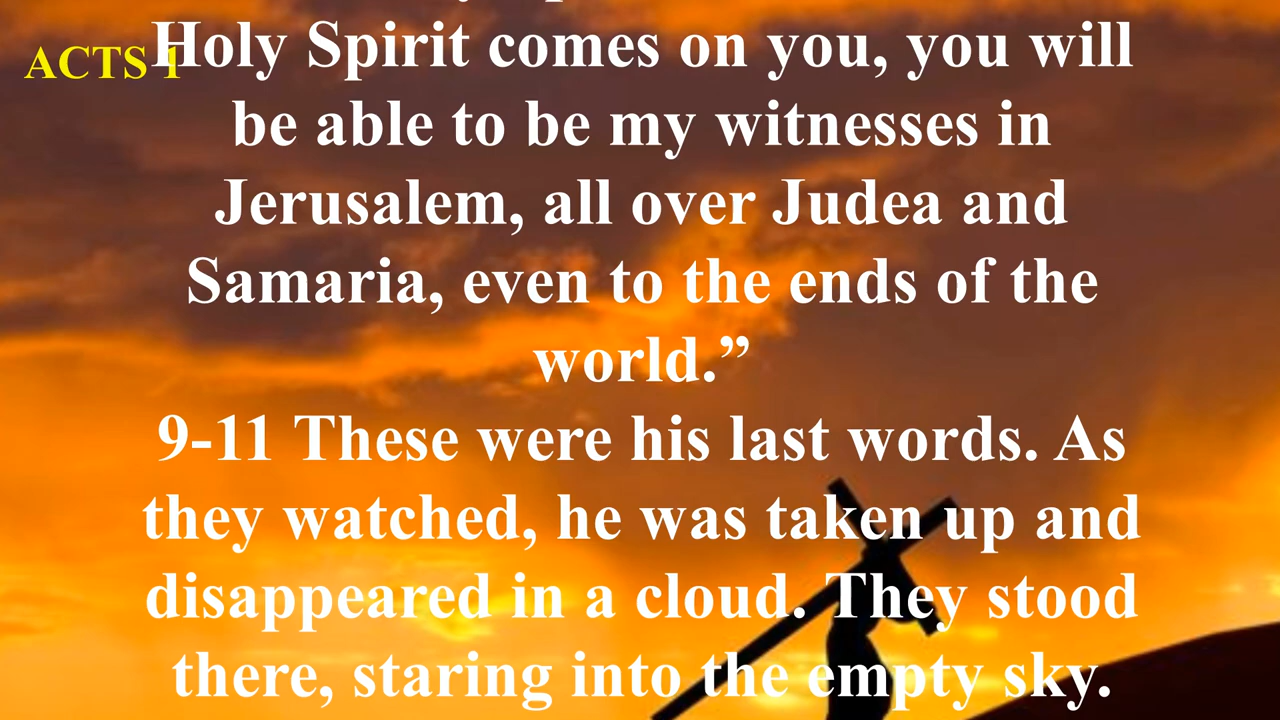 ACTS 1
Holy Spirit comes on you, you will
be able to be my witnesses in
Jerusalem, all over Judea and
Samaria, even to the ends of the
world.”
9-11 These were his last words. As
they watched, he was taken up and
disappeared in a cloud. They stood
there, staring into the empty sky.